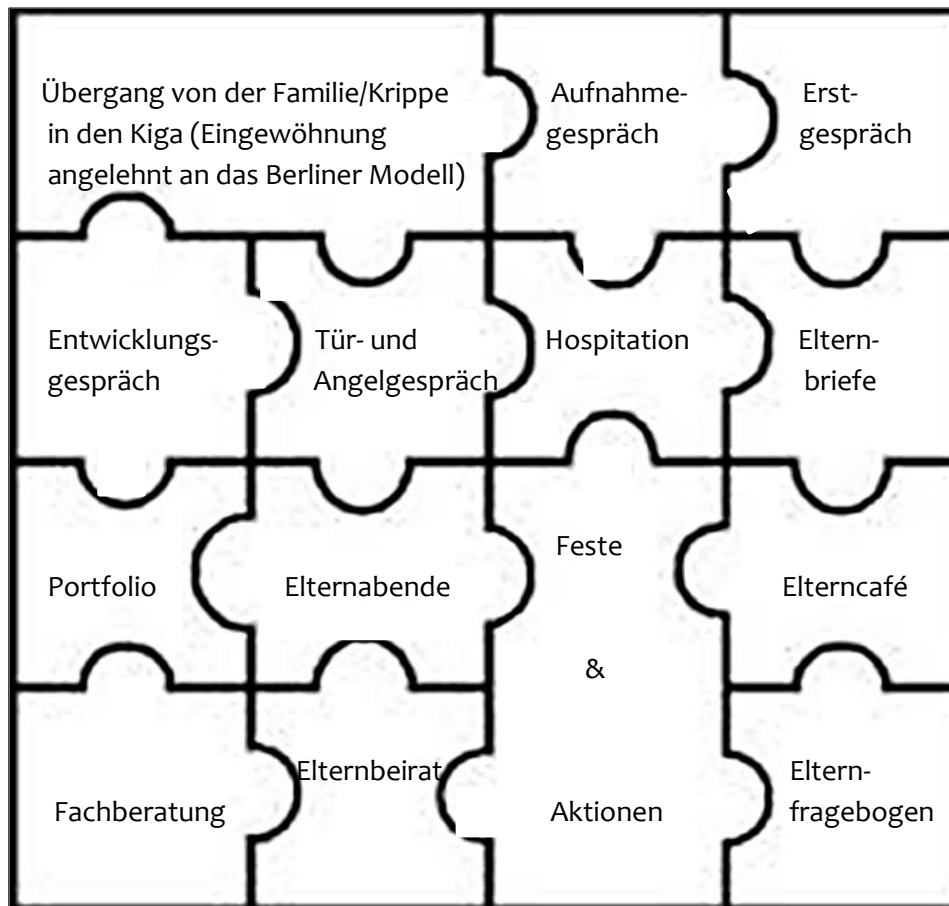 Übergang von der Familie/Krippe
in den Kiga (Eingewöhnung
angelehnt an das Berliner Modell)
Aufnahme-
gespräch
Erst-
gespräch
Entwicklungs-
gespräch
Tür- und
Angelgespräch
Hospitation
Eltern-
briefe
Portfolio
Elternabende
Feste
&
Aktionen
Elterncafé
Fachberatung
Elternbeirat
Eltern-
fragebogen